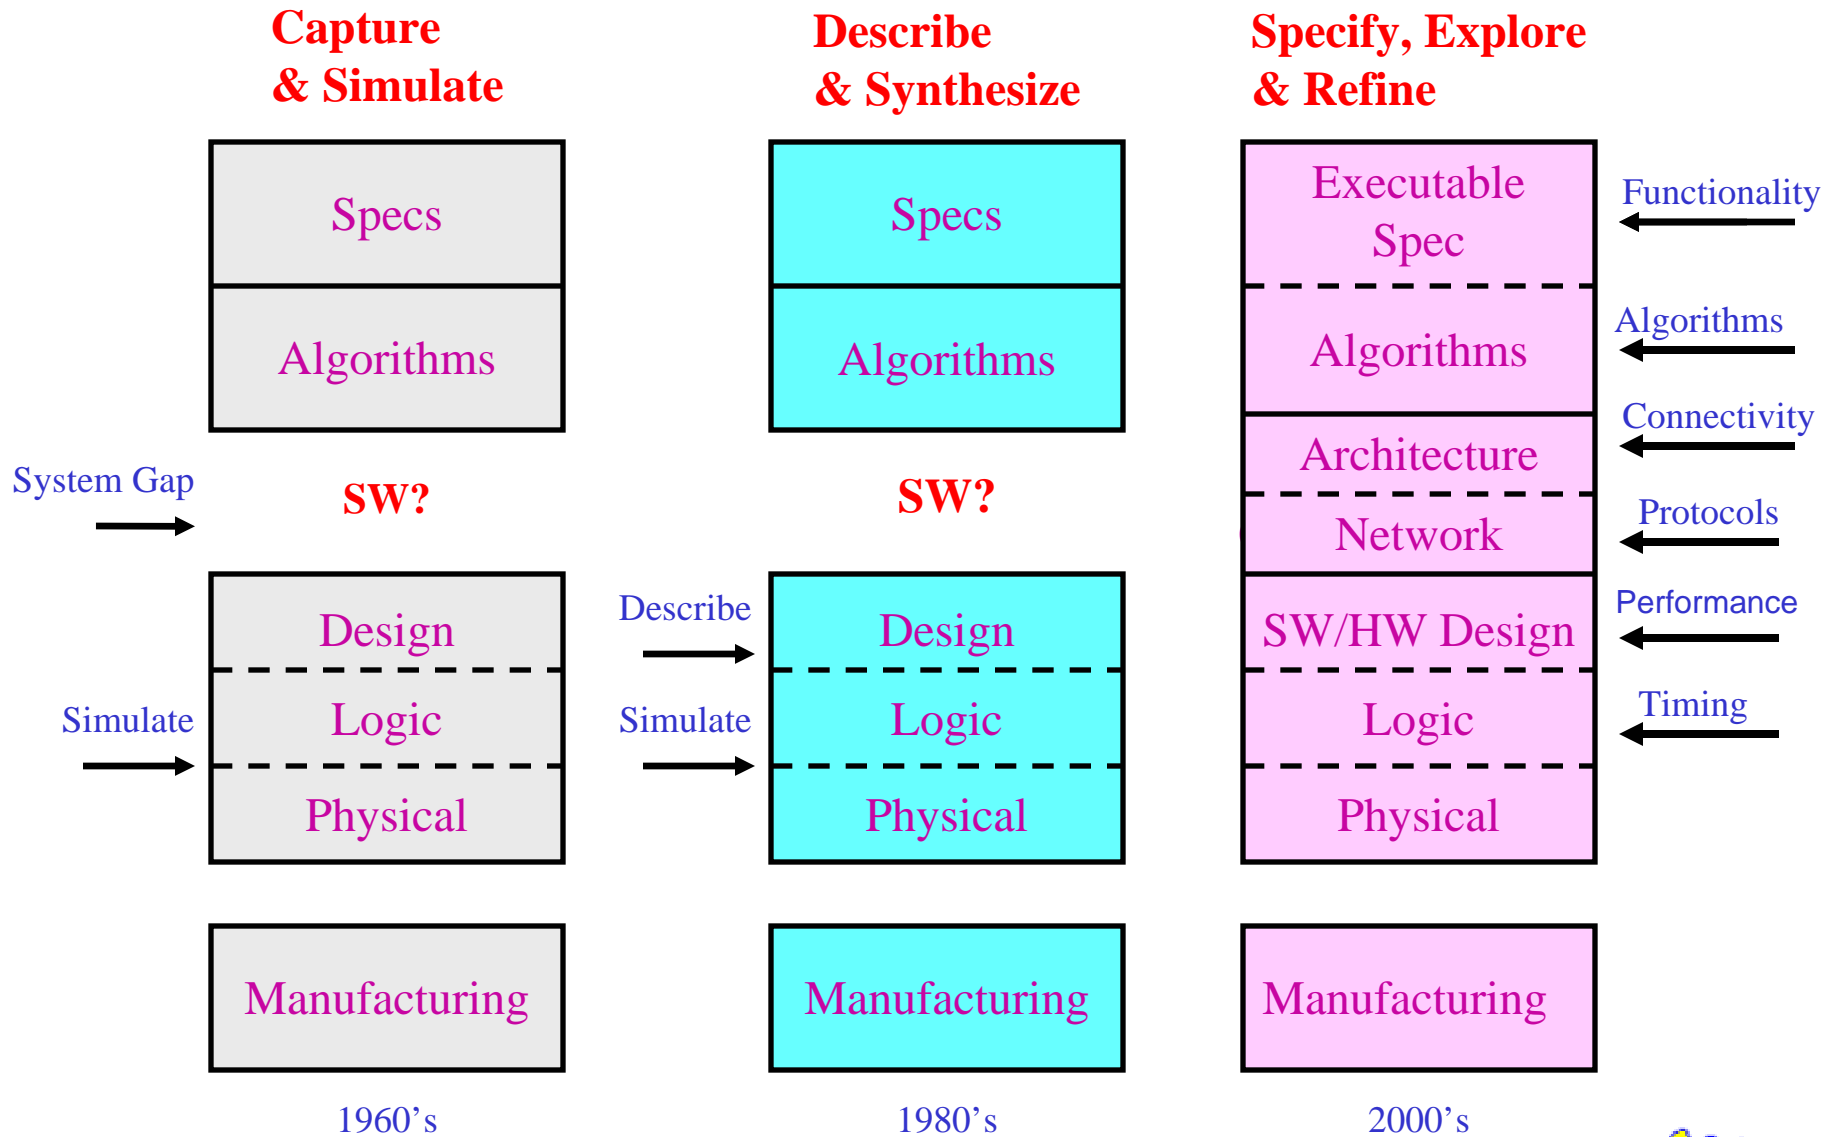 Capture
& Simulate
Describe
& Synthesize
Specify, Explore
& Refine
Specs
Algorithms
System Gap
SW?
Design
Simulate
Logic
Physical
Manufacturing
1960’s
Specs
Algorithms
SW?
Describe
Design
Simulate
Logic
Physical
Manufacturing
1980’s
Executable
Spec
Functionality
Algorithms
Algorithms
Architecture
Connectivity
Network
Protocols
SW/HW Design
Performance
Logic
Timing
Physical
Manufacturing
2000’s